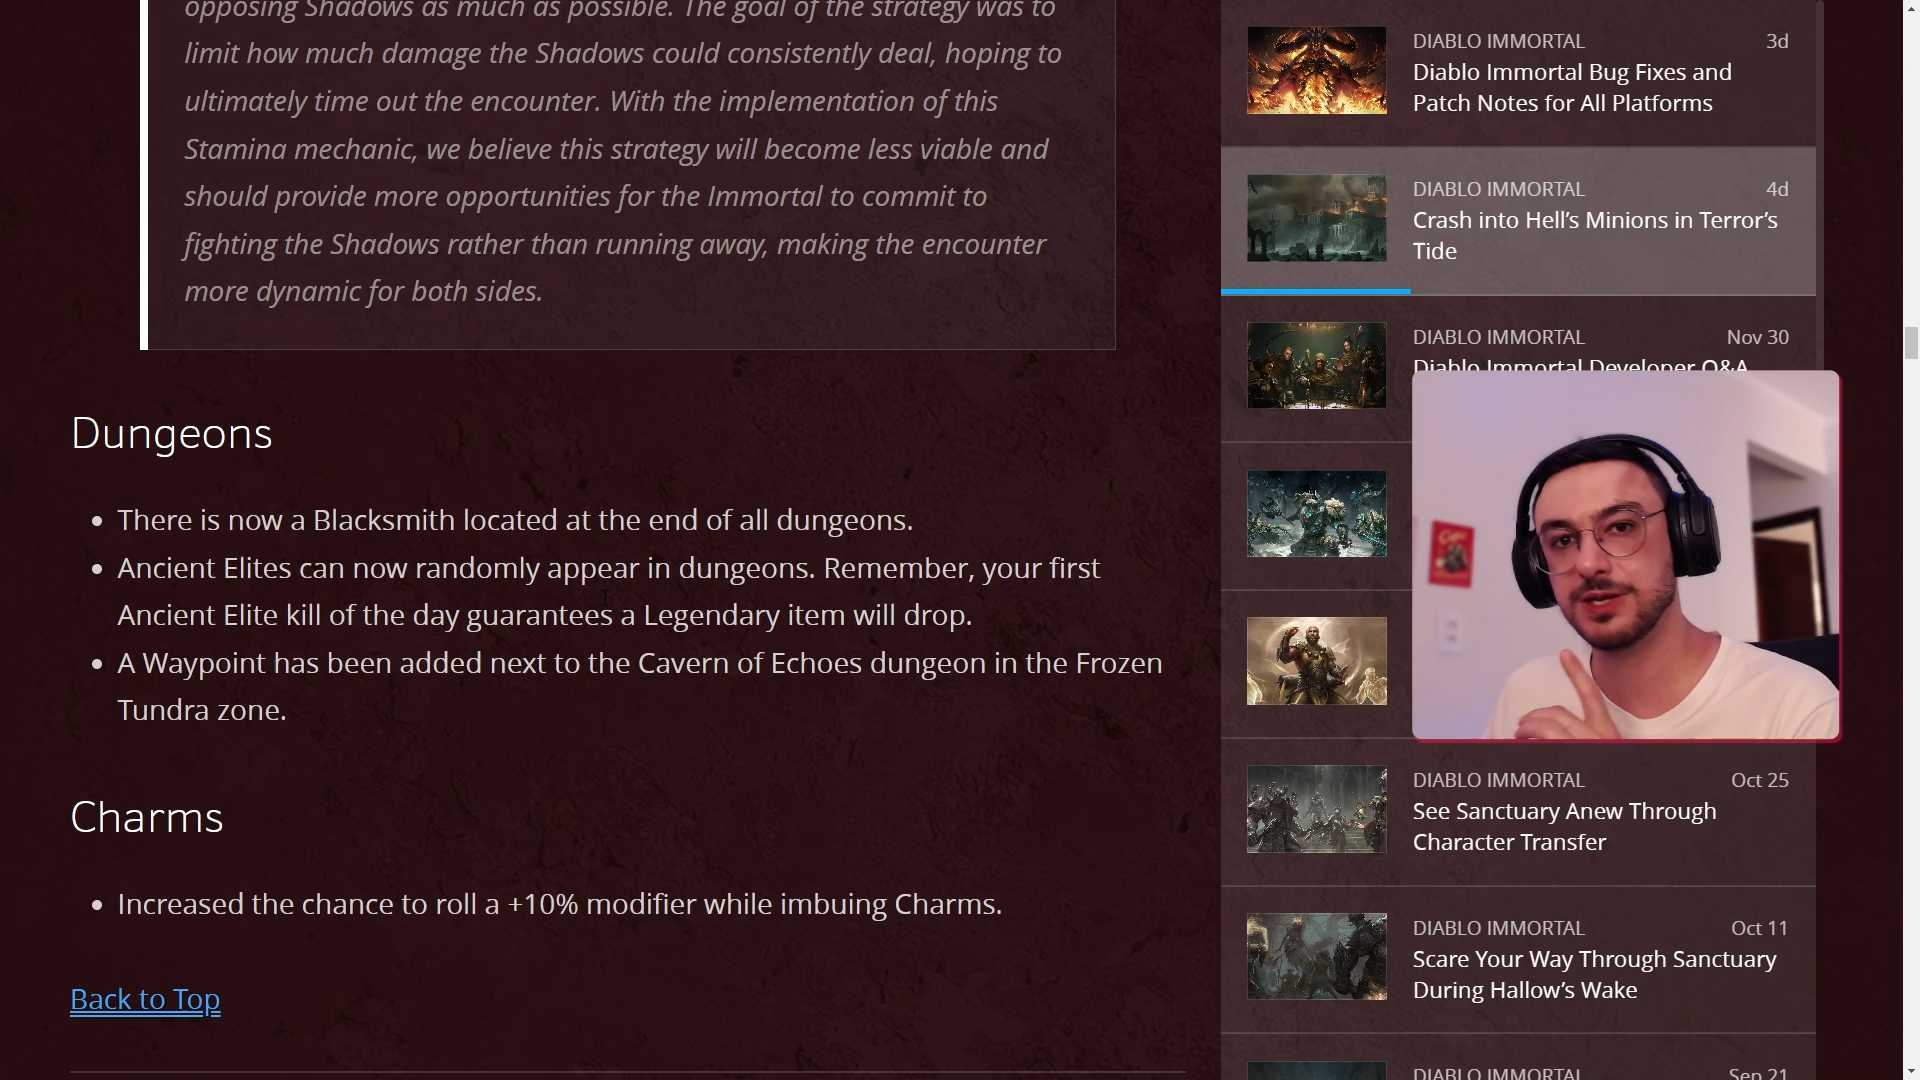 opposing Shadows as much as possible. The goal of the strategy was to
limit how much damage the Shadows could consistently deal, hoping to
ultimately time out the encounter. With the implementation of this
Stamina mechanic, we believe this strategy will become less viable and
should provide more opportunities for the Immortal to commit to
fighting the Shadows rather than running away, making the encounter
more dynamic for both sides.
Dungeons
• There is now a Blacksmith located at the end of all dungeons.
• Ancient Elites can now randomly appear in dungeons. Remember, your first
Ancient Elite kill of the day guarantees a Legendary item will drop.
• A Waypoint has been added next to the Cavern of Echoes dungeon in the Frozen
Tundra zone.
Charms
• Increased the chance to roll a +10% modifier while imbuing Charms.
Back to Top
DIABLO IMMORTAL 3d
Diablo Immortal Bug Fixes and
Patch Notes for All Platforms
DIABLO IMMORTAL 4d
Crash into Hell’s Minions in Terror’s
Tide
DIABLO IMMORTAL Nov 30
Diablo Immortal Developer Q&A
DIABLO IMMORTAL Oct 25
See Sanctuary Anew Through
Character Transfer
DIABLO IMMORTAL Oct 11
Scare Your Way Through Sanctuary
During Hallow’s Wake
DIABLO IMMORTAL Sep 21